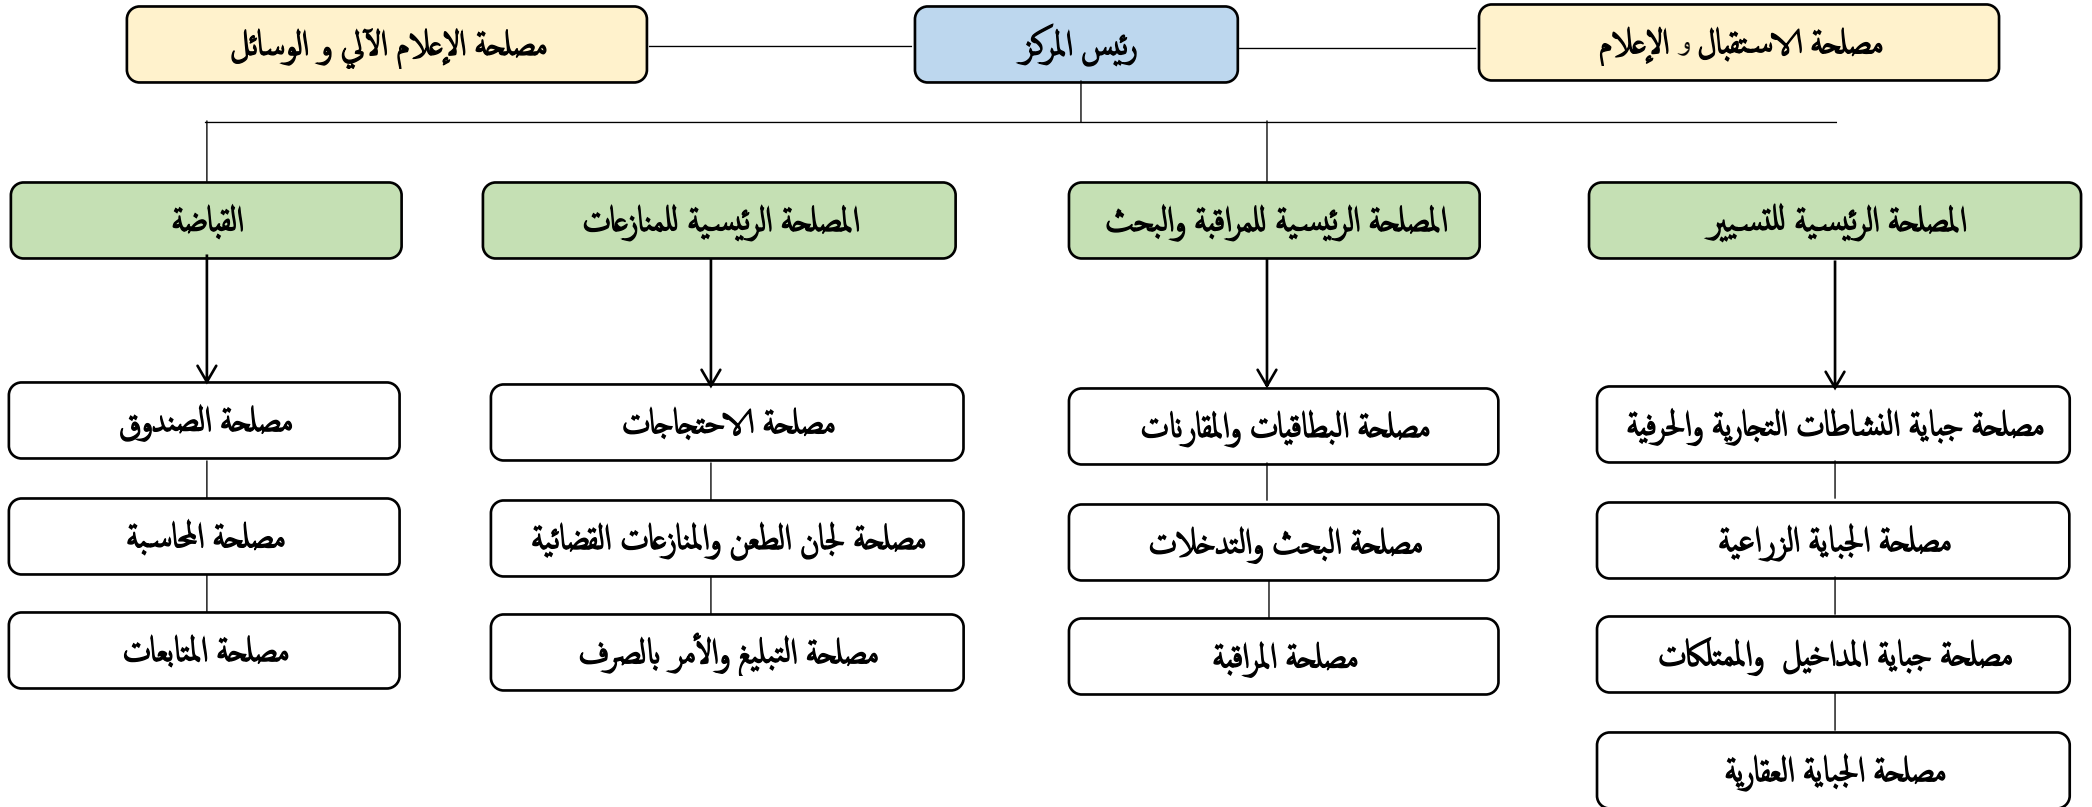 مصلحة الاستقبال و الإعلام
رئيس المركز
مصلحة الإعلام الآلي و الوسائل
المصلحة الرئيسية للتسيير
المصلحة الرئيسية للمراقبة والبحث
المصلحة الرئيسية للمنازعات
القباضة
مصلحة جباية النشاطات التجارية والحرفية
مصلحة البطاقيات والمقارنات
مصلحة الاحتجاجات
مصلحة الصندوق
مصلحة الجباية الزراعية
مصلحة البحث والتدخلات
مصلحة لجان الطعن والمنازعات القضائية
مصلحة المحاسبة
مصلحة جباية المداخيل والممتلكات
مصلحة المراقبة
مصلحة التبليغ والأمر بالصرف
مصلحة المتابعات
مصلحة الجباية العقارية